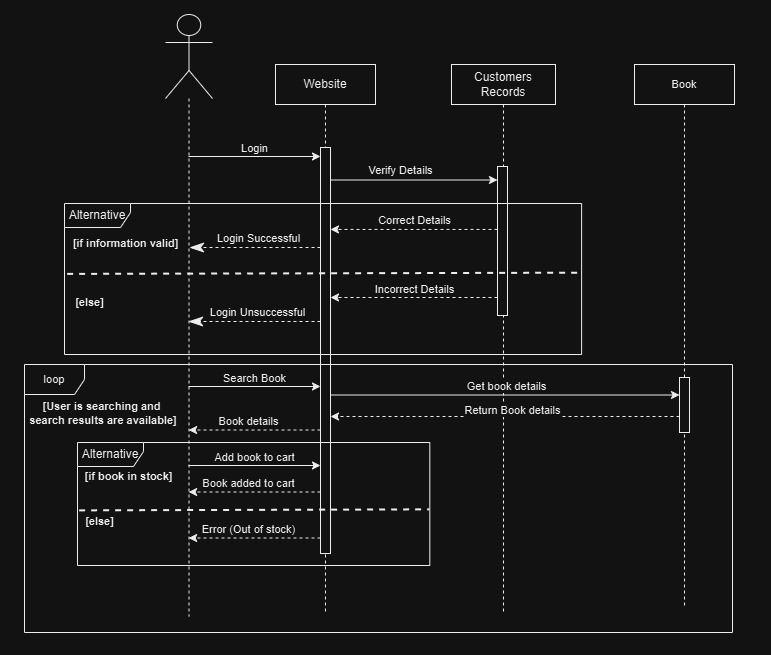 Website
Customers
Records
Book
Login
Verify Details
Alternative
Correct Details
[if information valid]
Login Successful
Incorrect Details
[else]
Login Unsuccessful
loop
Search Book
Get book details
[User is searching and
search results are available]
Return Book details
Book details
Alternative
Add book to cart
[if book in stock]
Book added to cart
[else]
Error (Out of stock)